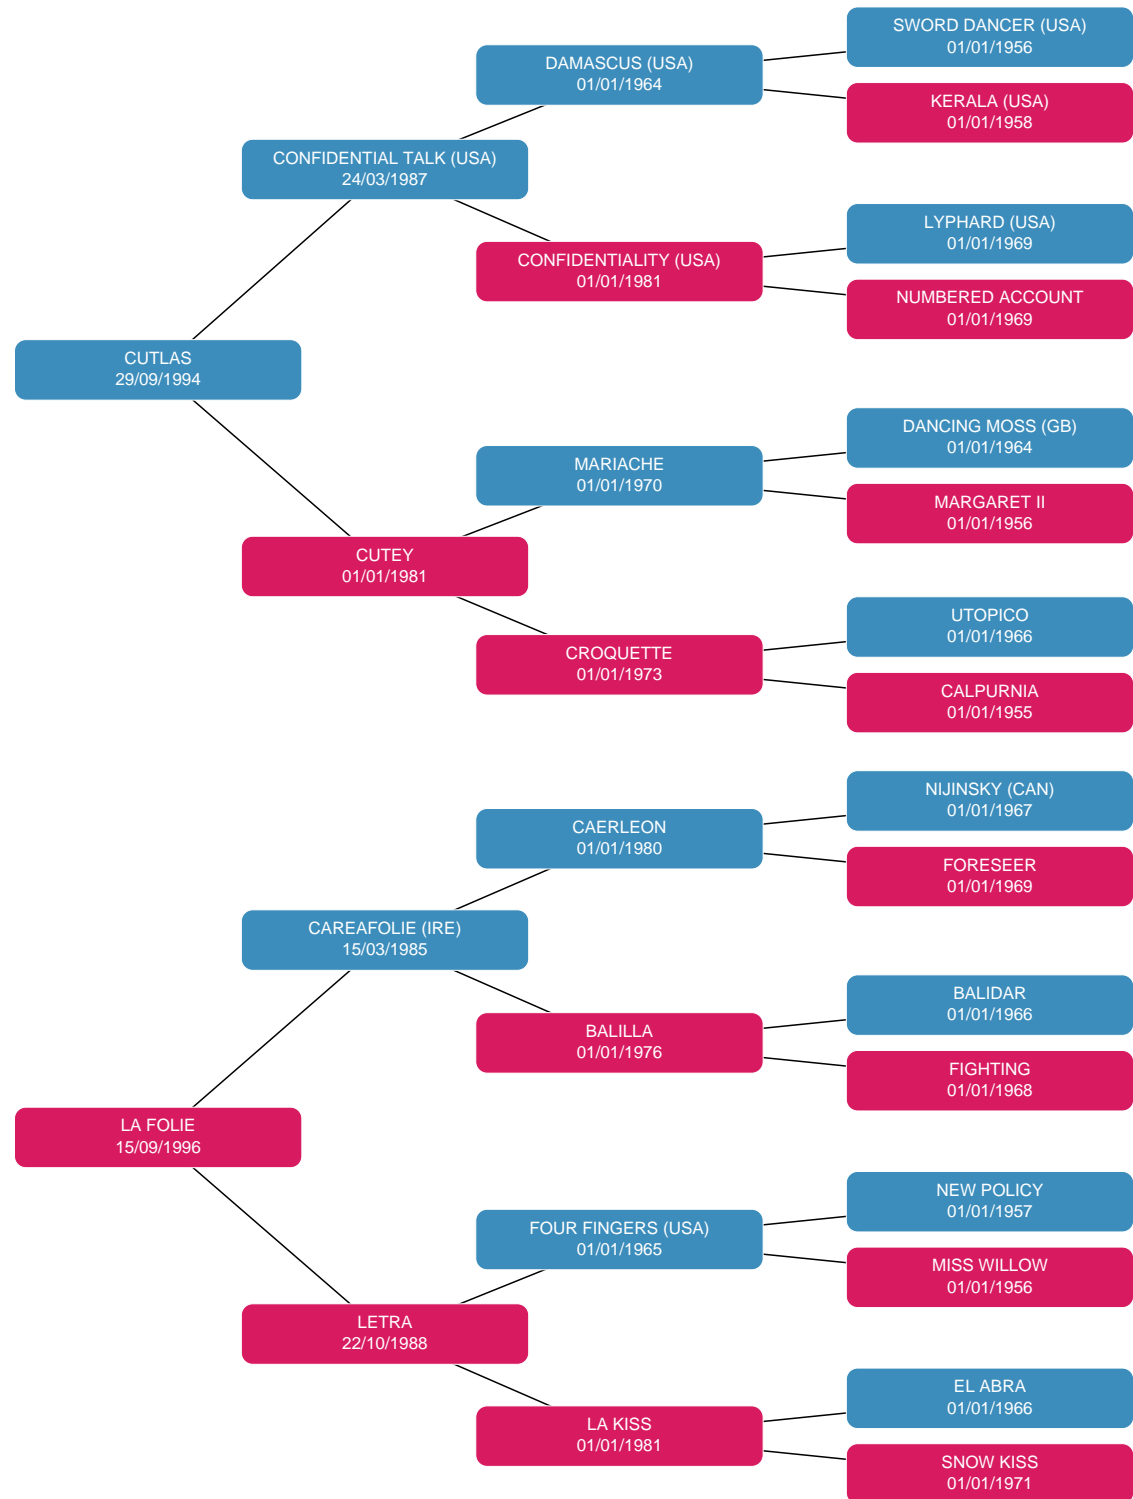 SWORD DANCER (USA)
01/01/1956
DAMASCUS (USA)
01/01/1964
KERALA (USA)
01/01/1958
CONFIDENTIAL TALK (USA)
24/03/1987
LYPHARD (USA)
01/01/1969
CONFIDENTIALITY (USA)
01/01/1981
NUMBERED ACCOUNT
01/01/1969
CUTLAS
29/09/1994
DANCING MOSS (GB)
01/01/1964
MARIACHE
01/01/1970
MARGARET II
01/01/1956
CUTEY
01/01/1981
UTOPICO
01/01/1966
CROQUETTE
01/01/1973
CALPURNIA
01/01/1955
NIJINSKY (CAN)
01/01/1967
CAERLEON
01/01/1980
FORESEER
01/01/1969
CAREAFOLIE (IRE)
15/03/1985
BALIDAR
01/01/1966
BALILLA
01/01/1976
FIGHTING
01/01/1968
LA FOLIE
15/09/1996
NEW POLICY
01/01/1957
FOUR FINGERS (USA)
01/01/1965
MISS WILLOW
01/01/1956
LETRA
22/10/1988
EL ABRA
01/01/1966
LA KISS
01/01/1981
SNOW KISS
01/01/1971